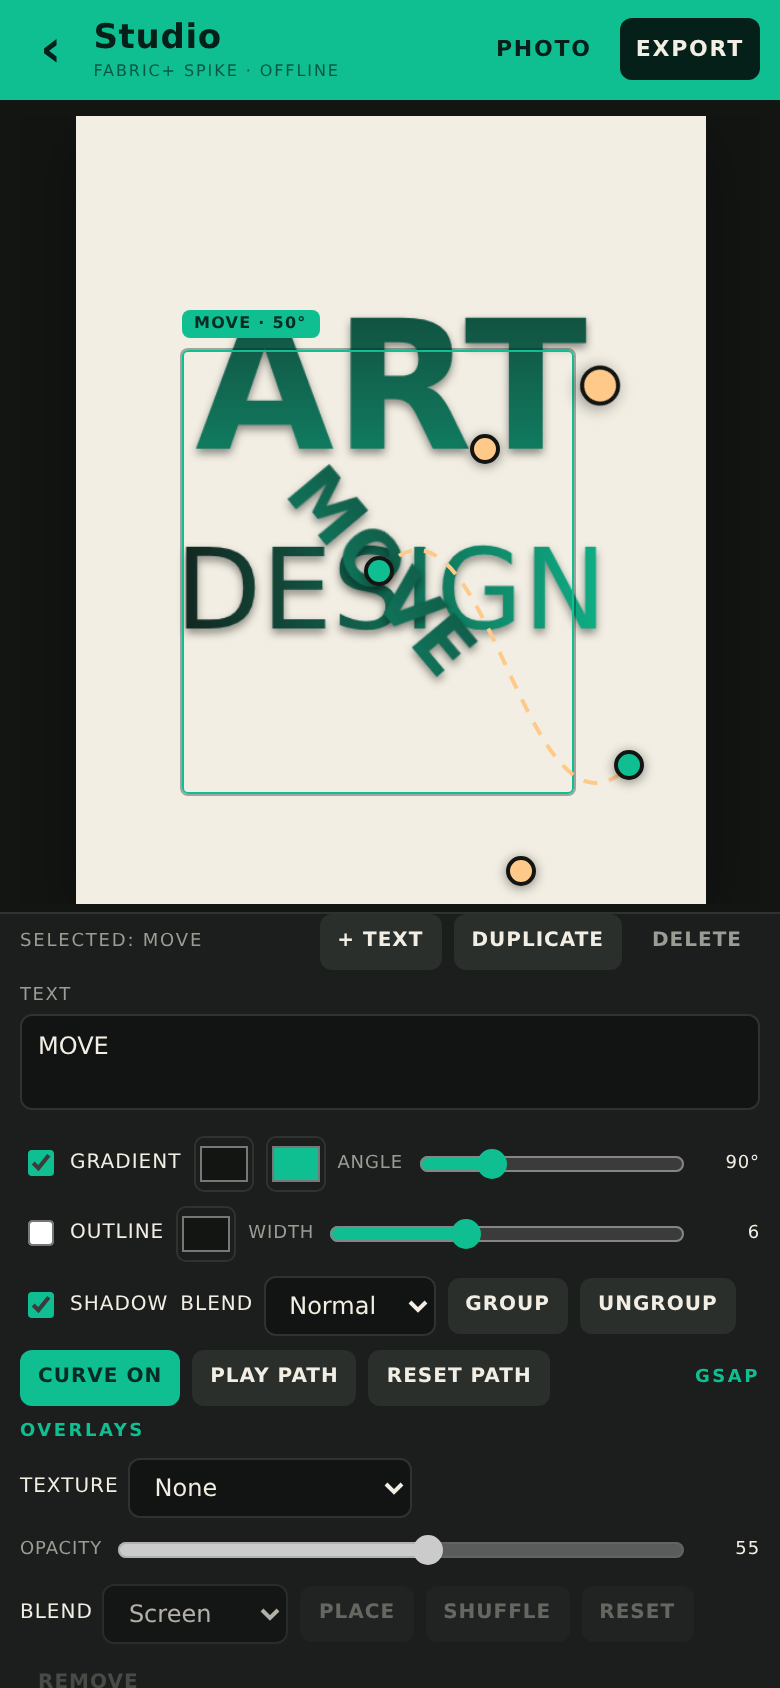 Studio
FABRIC+ SPIKE · OFFLINE
PHOTO
EXPORT
MOVE · 50°
ART
MOVE
DESIGN
SELECTED: MOVE
+ TEXT
DUPLICATE
DELETE
TEXT
MOVE
GRADIENT
ANGLE
90°
OUTLINE
WIDTH
6
SHADOW
BLEND
Normal
GROUP
UNGROUP
CURVE ON
PLAY PATH
RESET PATH
GSAP
OVERLAYS
TEXTURE
None
OPACITY
55
BLEND
Screen
PLACE
SHUFFLE
RESET
REMOVE